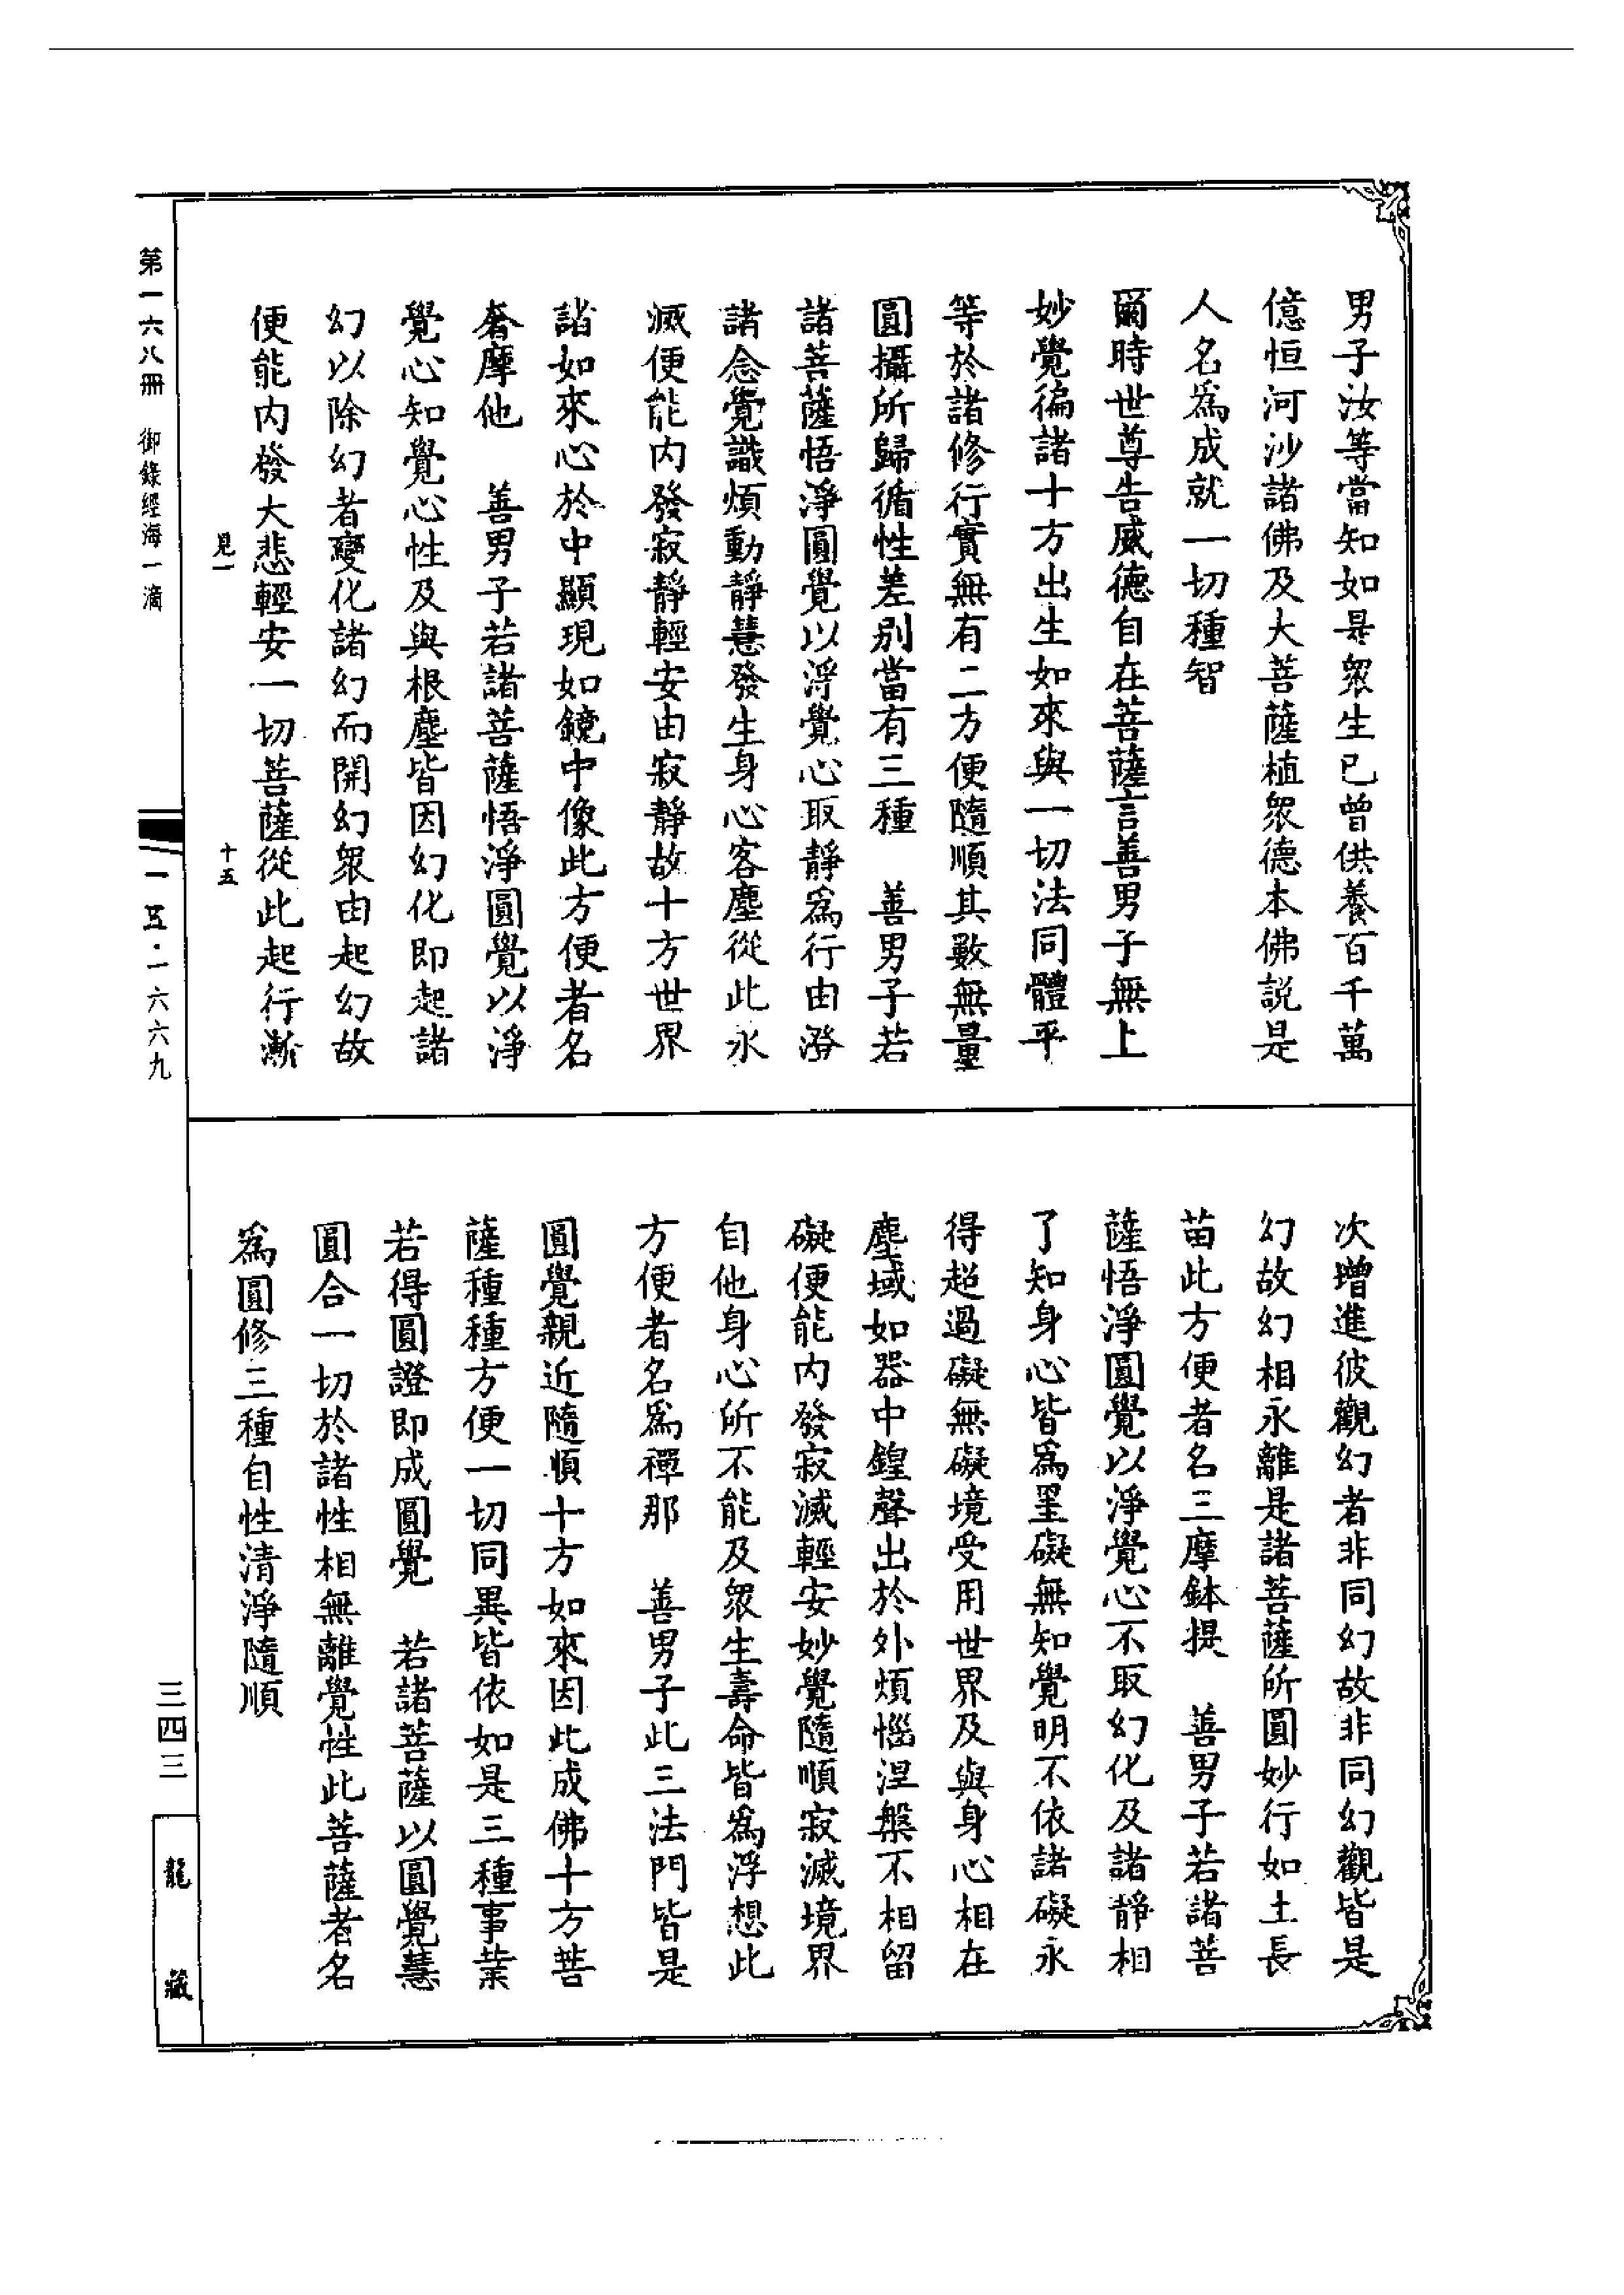 男子汝等當知如是衆生已曾供養百千萬
億恒河沙諸佛及大菩薩植衆德本佛説是
人名爲成就一切種智
爾時世尊告威德自在菩薩言善男子無上
妙覺徧諸十方出生如來與一切法同體平
等於諸修行實無有二方便隨順其數無量
圓攝所歸循性差别當有三種　善男子若
諸菩薩悟淨圓覺以淨覺心取靜爲行由澄
諸念覺識煩動靜慧發生身心客塵從此永
滅便能内發寂靜輕安由寂靜故十方世界
諸如來心於中顯現如鏡中像此方便者名
奢摩他　善男子若諸菩薩悟淨圓覺以淨
覺心知覺心性及與根塵皆因幻化即起諸
幻以除幻者變化諸幻而開幻衆由起幻故
便能内發大悲輕安一切菩薩從此起行漸
見一　十五
次增進彼觀幻者非同幻故非同幻觀皆是
幻故幻相永離是諸菩薩所圓妙行如土長
苗此方便者名三摩鉢提　善男子若諸菩
薩悟淨圓覺以淨覺心不取幻化及諸靜相
了知身心皆爲罣礙無知覺明不依諸礙永
得超過礙無礙境受用世界及與身心相在
塵域如器中鍠聲出於外煩惱涅槃不相留
礙便能内發寂滅輕安妙覺隨順寂滅境界
自他身心所不能及衆生壽命皆爲浮想此
方便者名爲禪那　善男子此三法門皆是
圓覺親近隨順十方如來因此成佛十方菩
薩種種方便一切同異皆依如是三種事業
若得圓證即成圓覺　若諸菩薩以圓覺慧
圓合一切於諸性相無離覺性此菩薩者名
爲圓修三種自性清淨隨順
第一六八冊　御錄經海一滴
一五·一六六九
三四三
龍藏